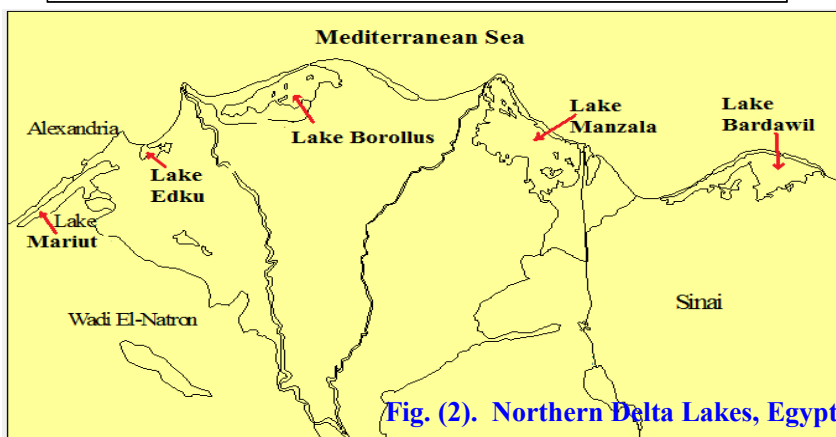 Mediterranean Sea
Lake
Manzala
Lake
Bardawil
Alexandria
Lake Borollus
Lake
Edku
Lake
Mariut
Sinai
Wadi El-Natron
Fig. (2). Northern Delta Lakes, Egypt